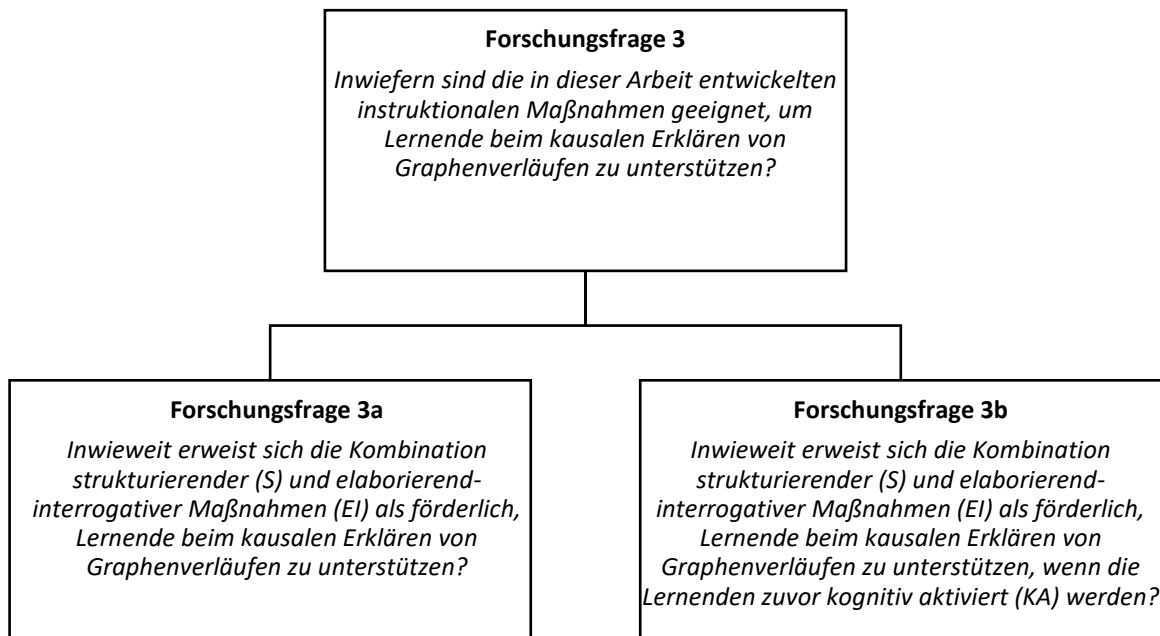 Forschungsfrage 3
Inwiefern sind die in dieser Arbeit entwickelten
instruktionalen Maßnahmen geeignet, um
Lernende beim kausalen Erklären von
Graphenverläufen zu unterstützen?
Forschungsfrage 3a
Inwieweit erweist sich die Kombination
strukturierender (S) und elaborierend-
interrogativer Maßnahmen (EI) als förderlich,
Lernende beim kausalen Erklären von
Graphenverläufen zu unterstützen?
Forschungsfrage 3b
Inwieweit erweist sich die Kombination
strukturierender (S) und elaborierend-
interrogativer Maßnahmen (EI) als förderlich,
Lernende beim kausalen Erklären von
Graphenverläufen zu unterstützen, wenn die
Lernenden zuvor kognitiv aktiviert (KA) werden?